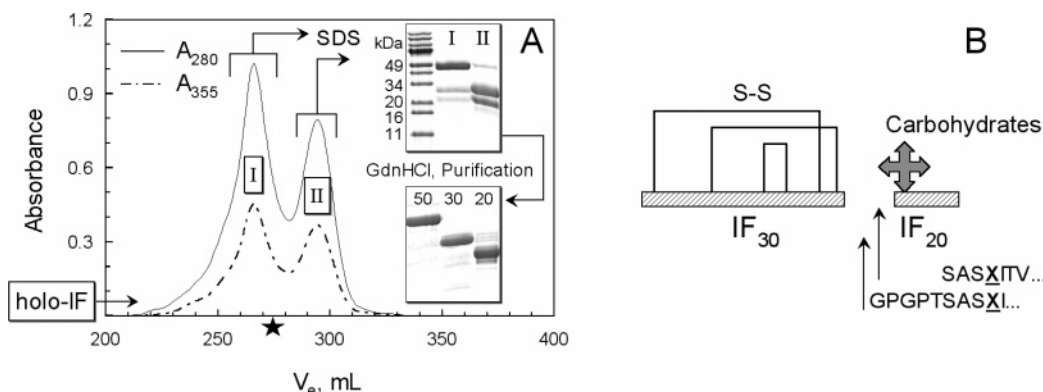 A
B
1.2
0.9
0.6
0.3
Absorbance
A280
A355
SDS
kDa
I II
49
34
20
16
11
GdnHCl, Purification
50 30 20
I
II
holo-IF
★
200 250 300 350 400
Ve, mL
S-S
Carbohydrates
IF30
IF20
SASXITV...
GPGPTSASXI...